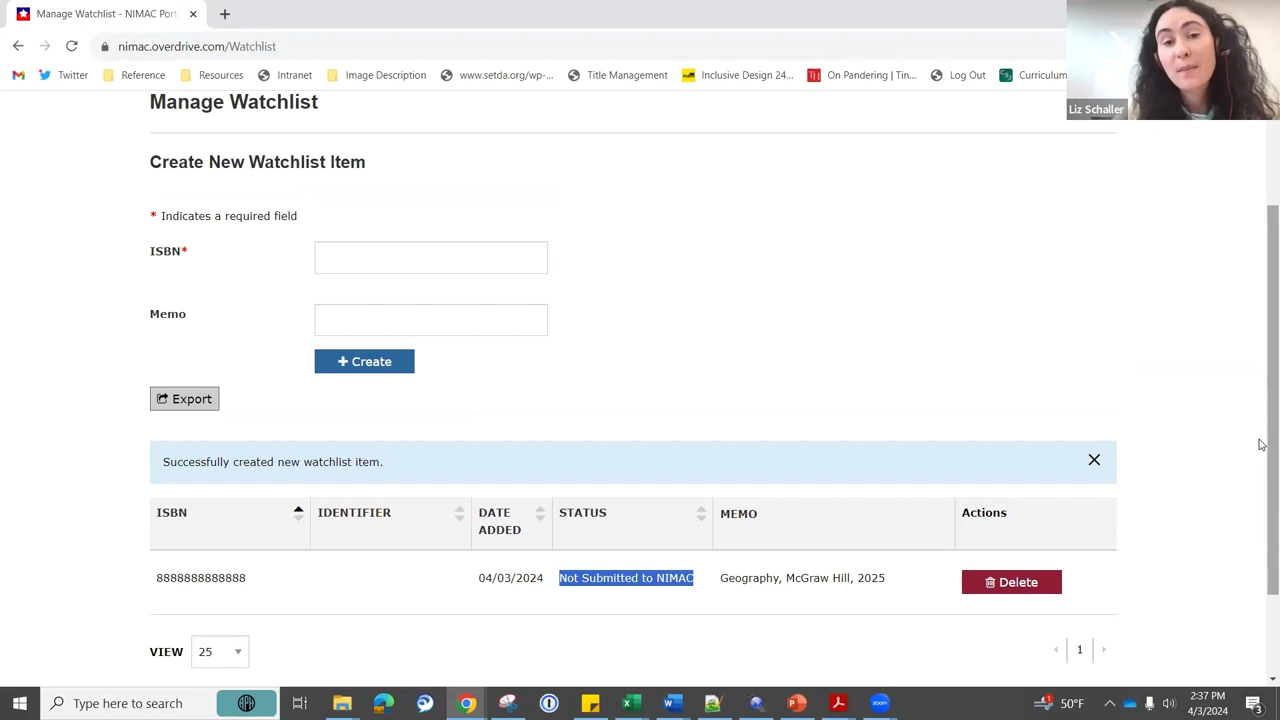 Manage Watchlist - NIMAC Port
nimac.overdrive.com/Watchlist
Twitter
Reference
Resources
Intranet
Image Description
www.setda.org/wp-...
Title Management
Inclusive Design 24...
Tj
On Pandering | Tin...
Log Out
Curriculum
Liz Schaller
Manage Watchlist
Create New Watchlist Item
* Indicates a required field
ISBN*
Memo
+ Create
Export
Successfully created new watchlist item.
ISBN IDENTIFIER DATE ADDED STATUS MEMO Actions
8888888888888 04/03/2024 Not Submitted to NIMAC Geography, McGraw Hill, 2025 Delete
VIEW 25
1
Type here to search
zoom
1
50°F
2:37 PM
4/3/2024
3